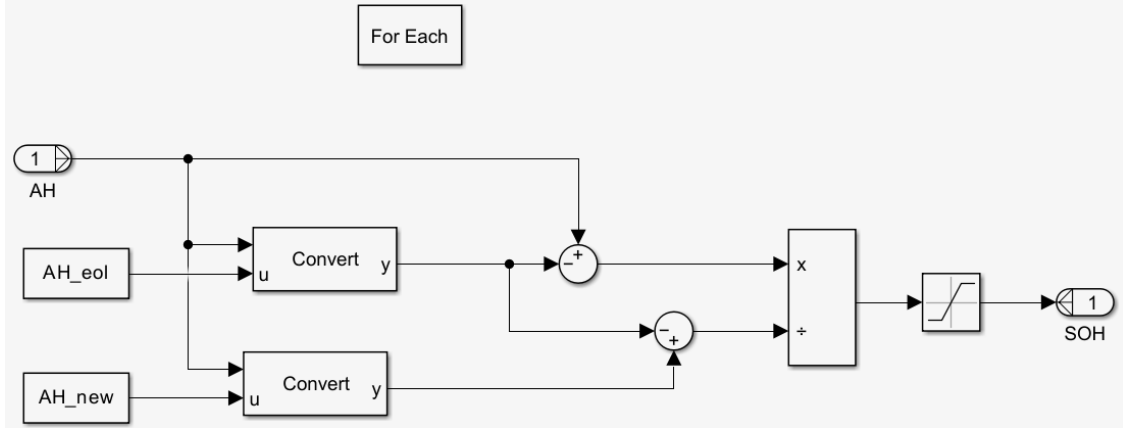 For Each
1
AH
AH_eol
u
Convert
y
−
+
x
÷
1
SOH
−
+
AH_new
u
Convert
y